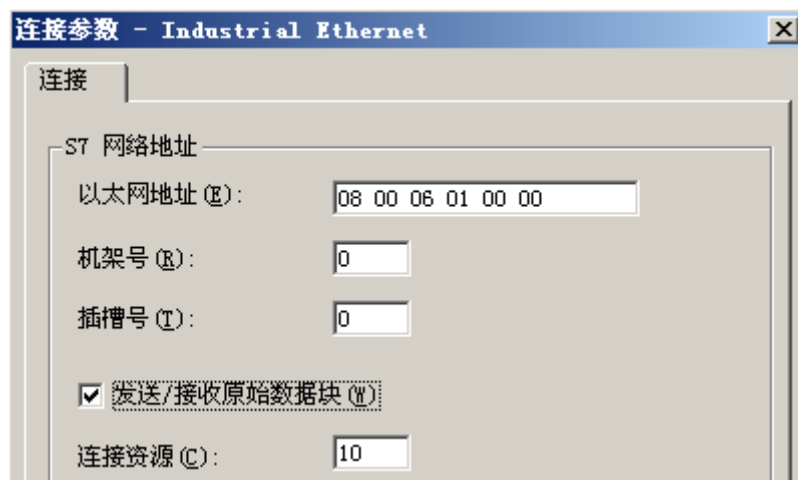 连接参数 - Industrial Ethernet
连接
S7 网络地址
以太网地址(E): 08 00 06 01 00 00
机架号(R): 0
插槽号(T): 0
发送/接收原始数据块(W)
连接资源(C): 10